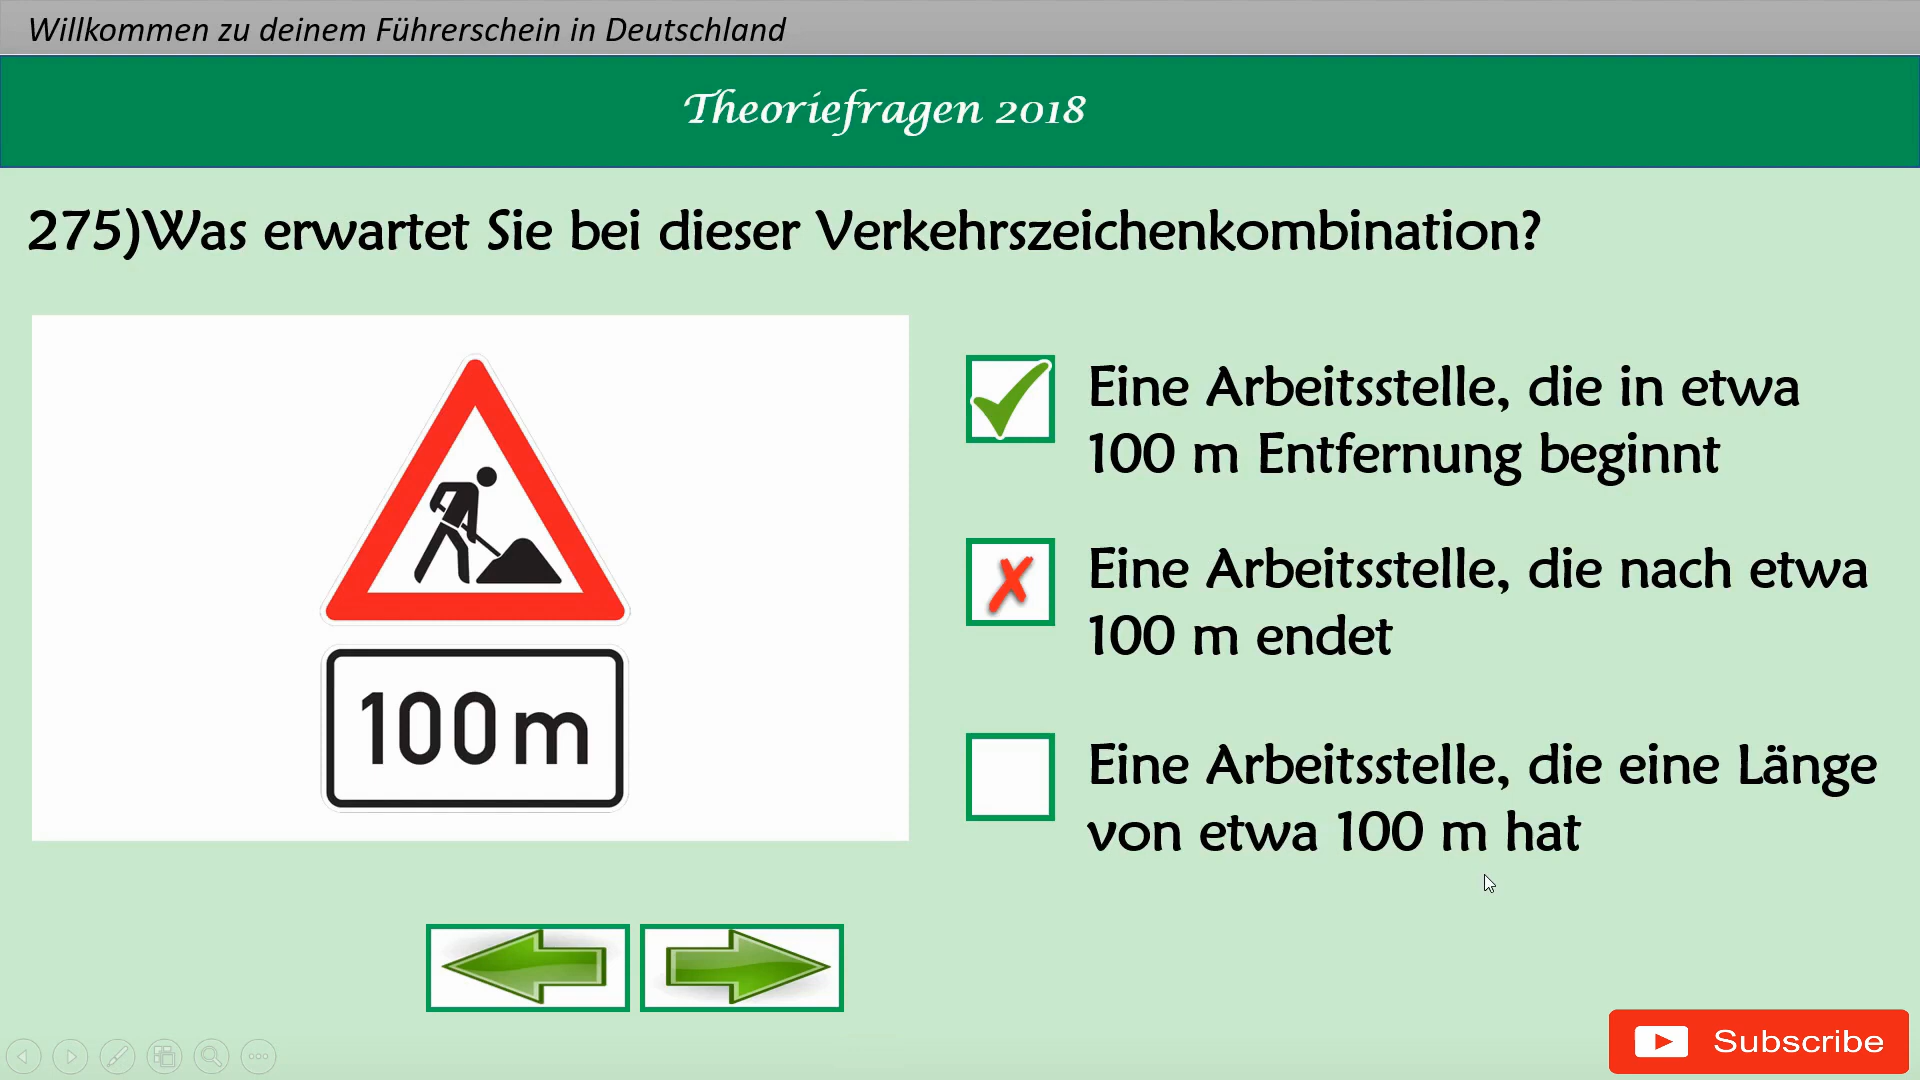 Willkommen zu deinem Führerschein in Deutschland
Theoriefragen 2018
275)Was erwartet Sie bei dieser Verkehrszeichenkombination?
100 m
Eine Arbeitsstelle, die in etwa
100 m Entfernung beginnt
Eine Arbeitsstelle, die nach etwa
100 m endet
Eine Arbeitsstelle, die eine Länge
von etwa 100 m hat
Subscribe